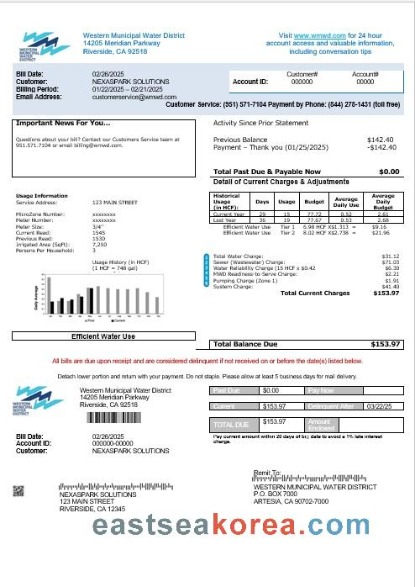 WESTERN
MUNICIPAL
WATER
DISTRICT
Western Municipal Water District
14205 Meridian Parkway
Riverside, CA 92518
Visit www.wmwd.com for 24 hour
account access and valuable information,
including conversation tips
Bill Date: 02/26/2025
Customer: NEXASPARK SOLUTIONS
Billing Period: 01/22/2025 – 02/21/2025
Email Address: customerservice@wmwd.com
Customer# Account#
Account ID: 000000 00000
Customer Service: (951) 571-7104 Payment by Phone: (844) 278-1431 (toll free)
Important News For You...
Questions about your bill? Contact our Customers Service team at
951.571.7104 or email billing@wmwd.com.
Activity Since Prior Statement
Previous Balance $142.40
Payment – Thank you (01/25/2025) -$142.40
Total Past Due & Payable Now $0.00
Detail of Current Charges & Adjustments
Usage Information
Service Address: 123 MAIN STREET
MicroZone Number: xxxxxxxx
Meter Number: xxxxxxxx
Meter Size: 3/4"
Current Read: 1545
Previous Read: 1530
Irrigated Area (SqFt): 7,250
Persons Per Household: 3
Historical Usage (in HCF): Days Usage Budget Average Daily Use Average Daily Budget
Current Year 29 15 77.72 0.52 2.61
Last Year 36 19 77.67 0.53 2.68
Efficient Water Use Tier 1 6.98 HCF X$1.313 = $9.16
Efficient Water Use Tier 2 8.02 HCF X$2.738 = $21.96
Usage History (in HCF)
(1 HCF = 748 gal)
Daily Average
Total Water Charge: $31.12
Sewer (Wastewater) Charge: $71.03
Water Reliability Charge (15 HCF x $0.42 $6.30
MWD Readiness-to-Serve Charge: $2.21
Pumping Charge (Zone 1) $1.91
System Charge: $41.40
Total Current Charges $153.97
Efficient Water Use
Total Balance Due $153.97
All bills are due upon receipt and are considered delinquent if not received on or before the date(s) listed below.
Detach lower portion and return with payment. Do not staple. Please allow at least 5 business days for mail delivery.
WESTERN
MUNICIPAL
WATER
DISTRICT
Western Municipal Water District
14205 Meridian Parkway
Riverside, CA 92518
Past Due $0.00 Pay Now
Current $153.97 Delinquent After 03/22/25
TOTAL DUE $153.97 Amount Enclosed
Pay current amount within 20 days of bill date to avoid a 1% late interest
charge.
Bill Date: 02/26/2025
Account ID: 000000-00000
Customer: NEXASPARK SOLUTIONS
NEXASPARK SOLUTIONS
123 MAIN STREET
RIVERSIDE, CA 12345
Remit To:
WESTERN MUNICIPAL WATER DISTRICT
P.O. BOX 7000
ARTESIA, CA 90702-7000
eastseakorea.com